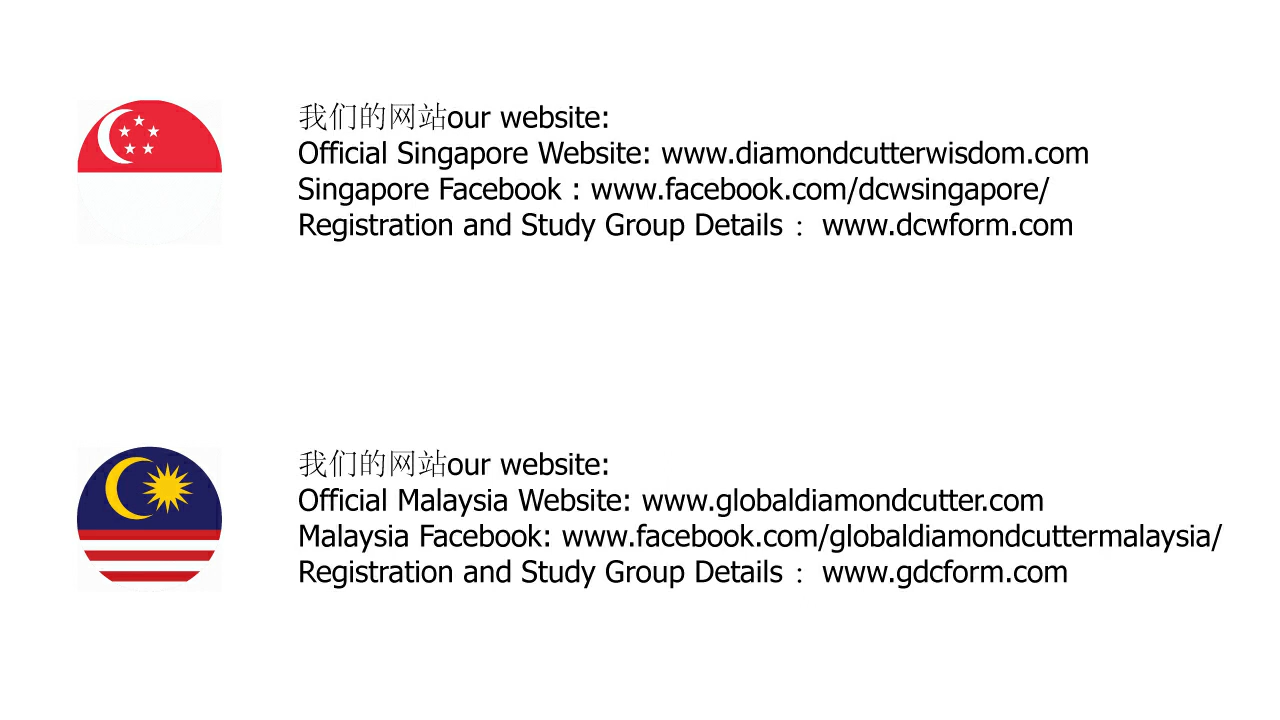 我们的网站our website:
Official Singapore Website: www.diamondcutterwisdom.com
Singapore Facebook : www.facebook.com/dcwsingapore/
Registration and Study Group Details ： www.dcwform.com
我们的网站our website:
Official Malaysia Website: www.globaldiamondcutter.com
Malaysia Facebook: www.facebook.com/globaldiamondcuttermalaysia/
Registration and Study Group Details ： www.gdcform.com